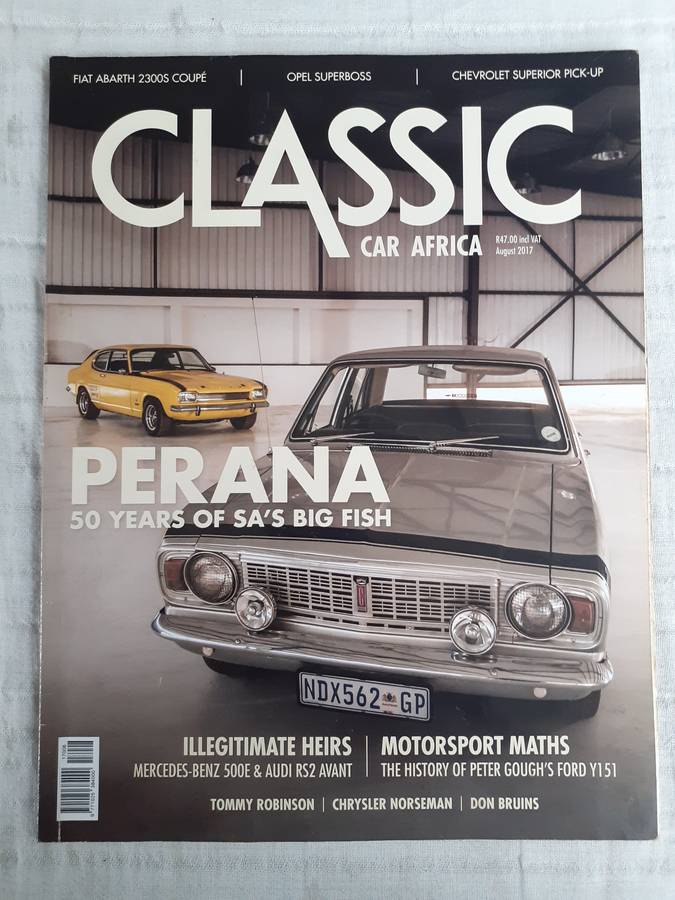 FIAT ABARTH 2300S COUPÉ | OPEL SUPERBOSS | CHEVROLET SUPERIOR PICK-UP
CLASSIC
CAR AFRICA
R47.00 incl VAT
August 2017
PERANA
50 YEARS OF SA'S BIG FISH
NDX562 GP
ILLEGITIMATE HEIRS
MERCEDES-BENZ 500E & AUDI RS2 AVANT
MOTORSPORT MATHS
THE HISTORY OF PETER GOUGH'S FORD Y151
TOMMY ROBINSON | CHRYSLER NORSEMAN | DON BRUINS
17008